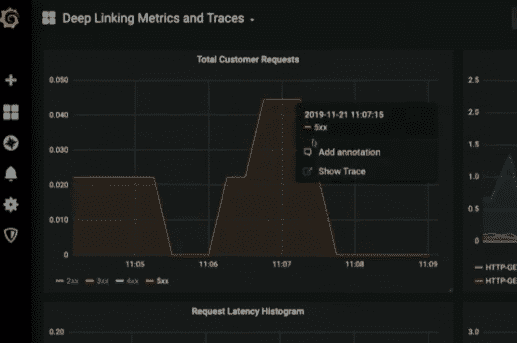 Deep Linking Metrics and Traces
Total Customer Requests
0.050
0.040
0.030
0.020
0.010
0
11:05 11:06 11:07 11:08 11:09
2xx 3xx 4xx 5xx
2019-11-21 11:07:15
5xx
Add annotation
Show Trace
2.5
2.0
1.5
1.0
0.5
0
HTTP-GE
HTTP-GE
Request Latency Histogram
0.20
3.0